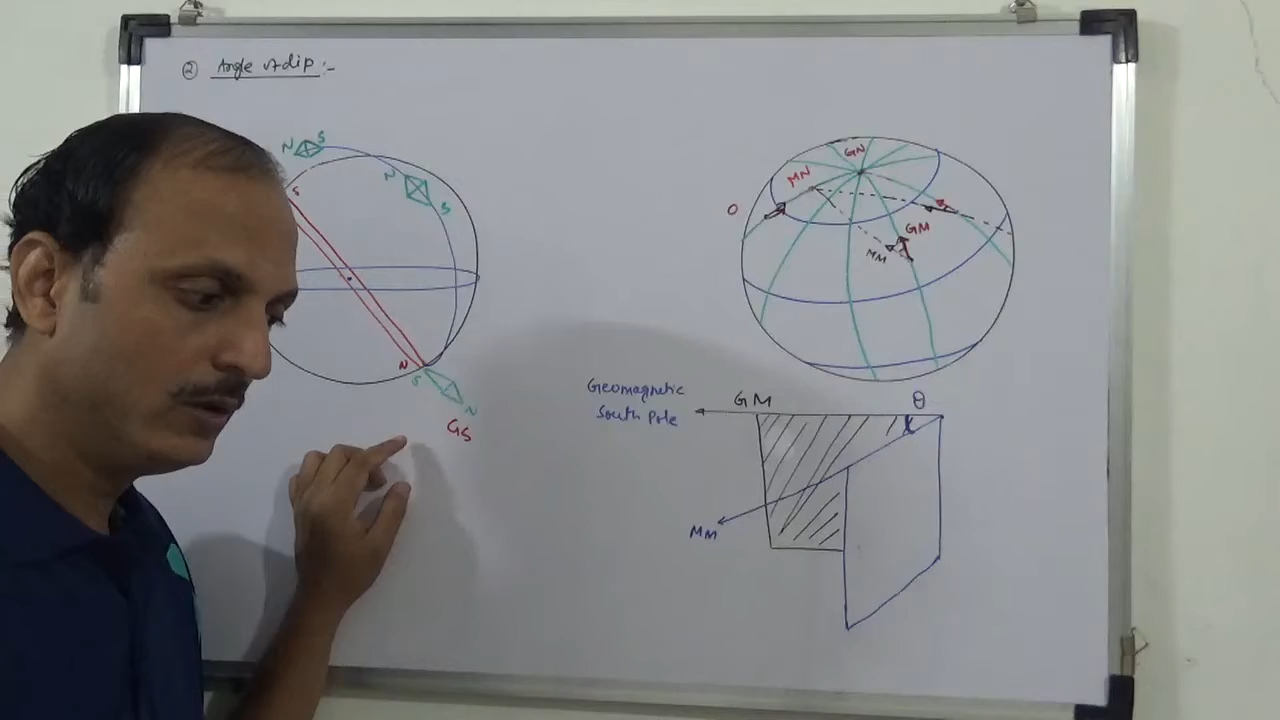 ② Angle of dip :-
N S
N
S
S
N
S
N
GS
GN
MN
O
GM
MM
Geomagnetic
South Pole
GM
θ
MM